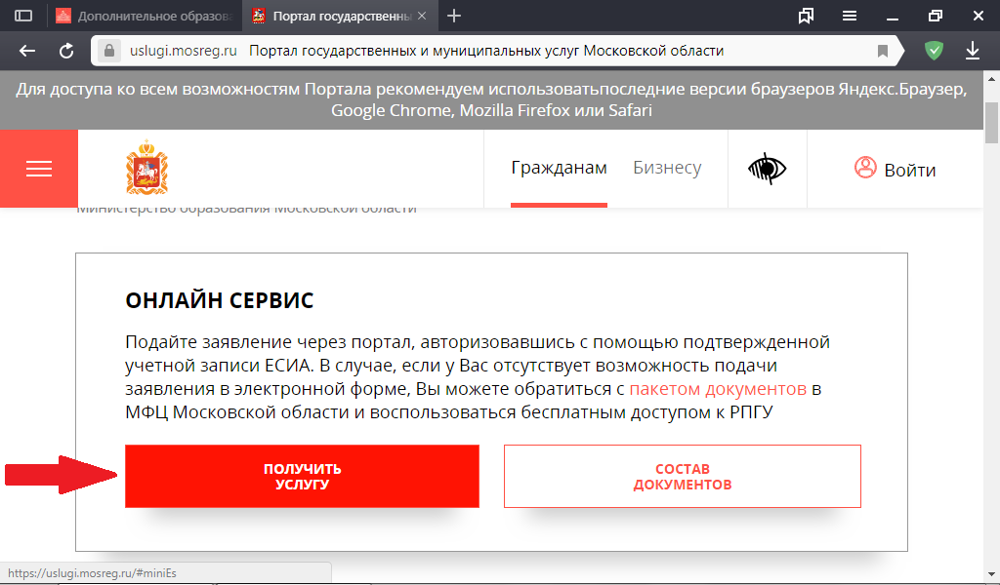 Дополнительное образова
Портал государственны
uslugi.mosreg.ru Портал государственных и муниципальных услуг Московской области
Для доступа ко всем возможностям Портала рекомендуем использоватьпоследние версии браузеров Яндекс.Браузер,
Google Chrome, Mozilla Firefox или Safari
Гражданам
Бизнесу
Войти
Министерство образования Московской области
ОНЛАЙН СЕРВИС
Подайте заявление через портал, авторизовавшись с помощью подтвержденной
учетной записи ЕСИА. В случае, если у Вас отсутствует возможность подачи
заявления в электронной форме, Вы можете обратиться с пакетом документов в
МФЦ Московской области и воспользоваться бесплатным доступом к РПГУ
ПОЛУЧИТЬ
УСЛУГУ
СОСТАВ
ДОКУМЕНТОВ
https://uslugi.mosreg.ru/#miniEs